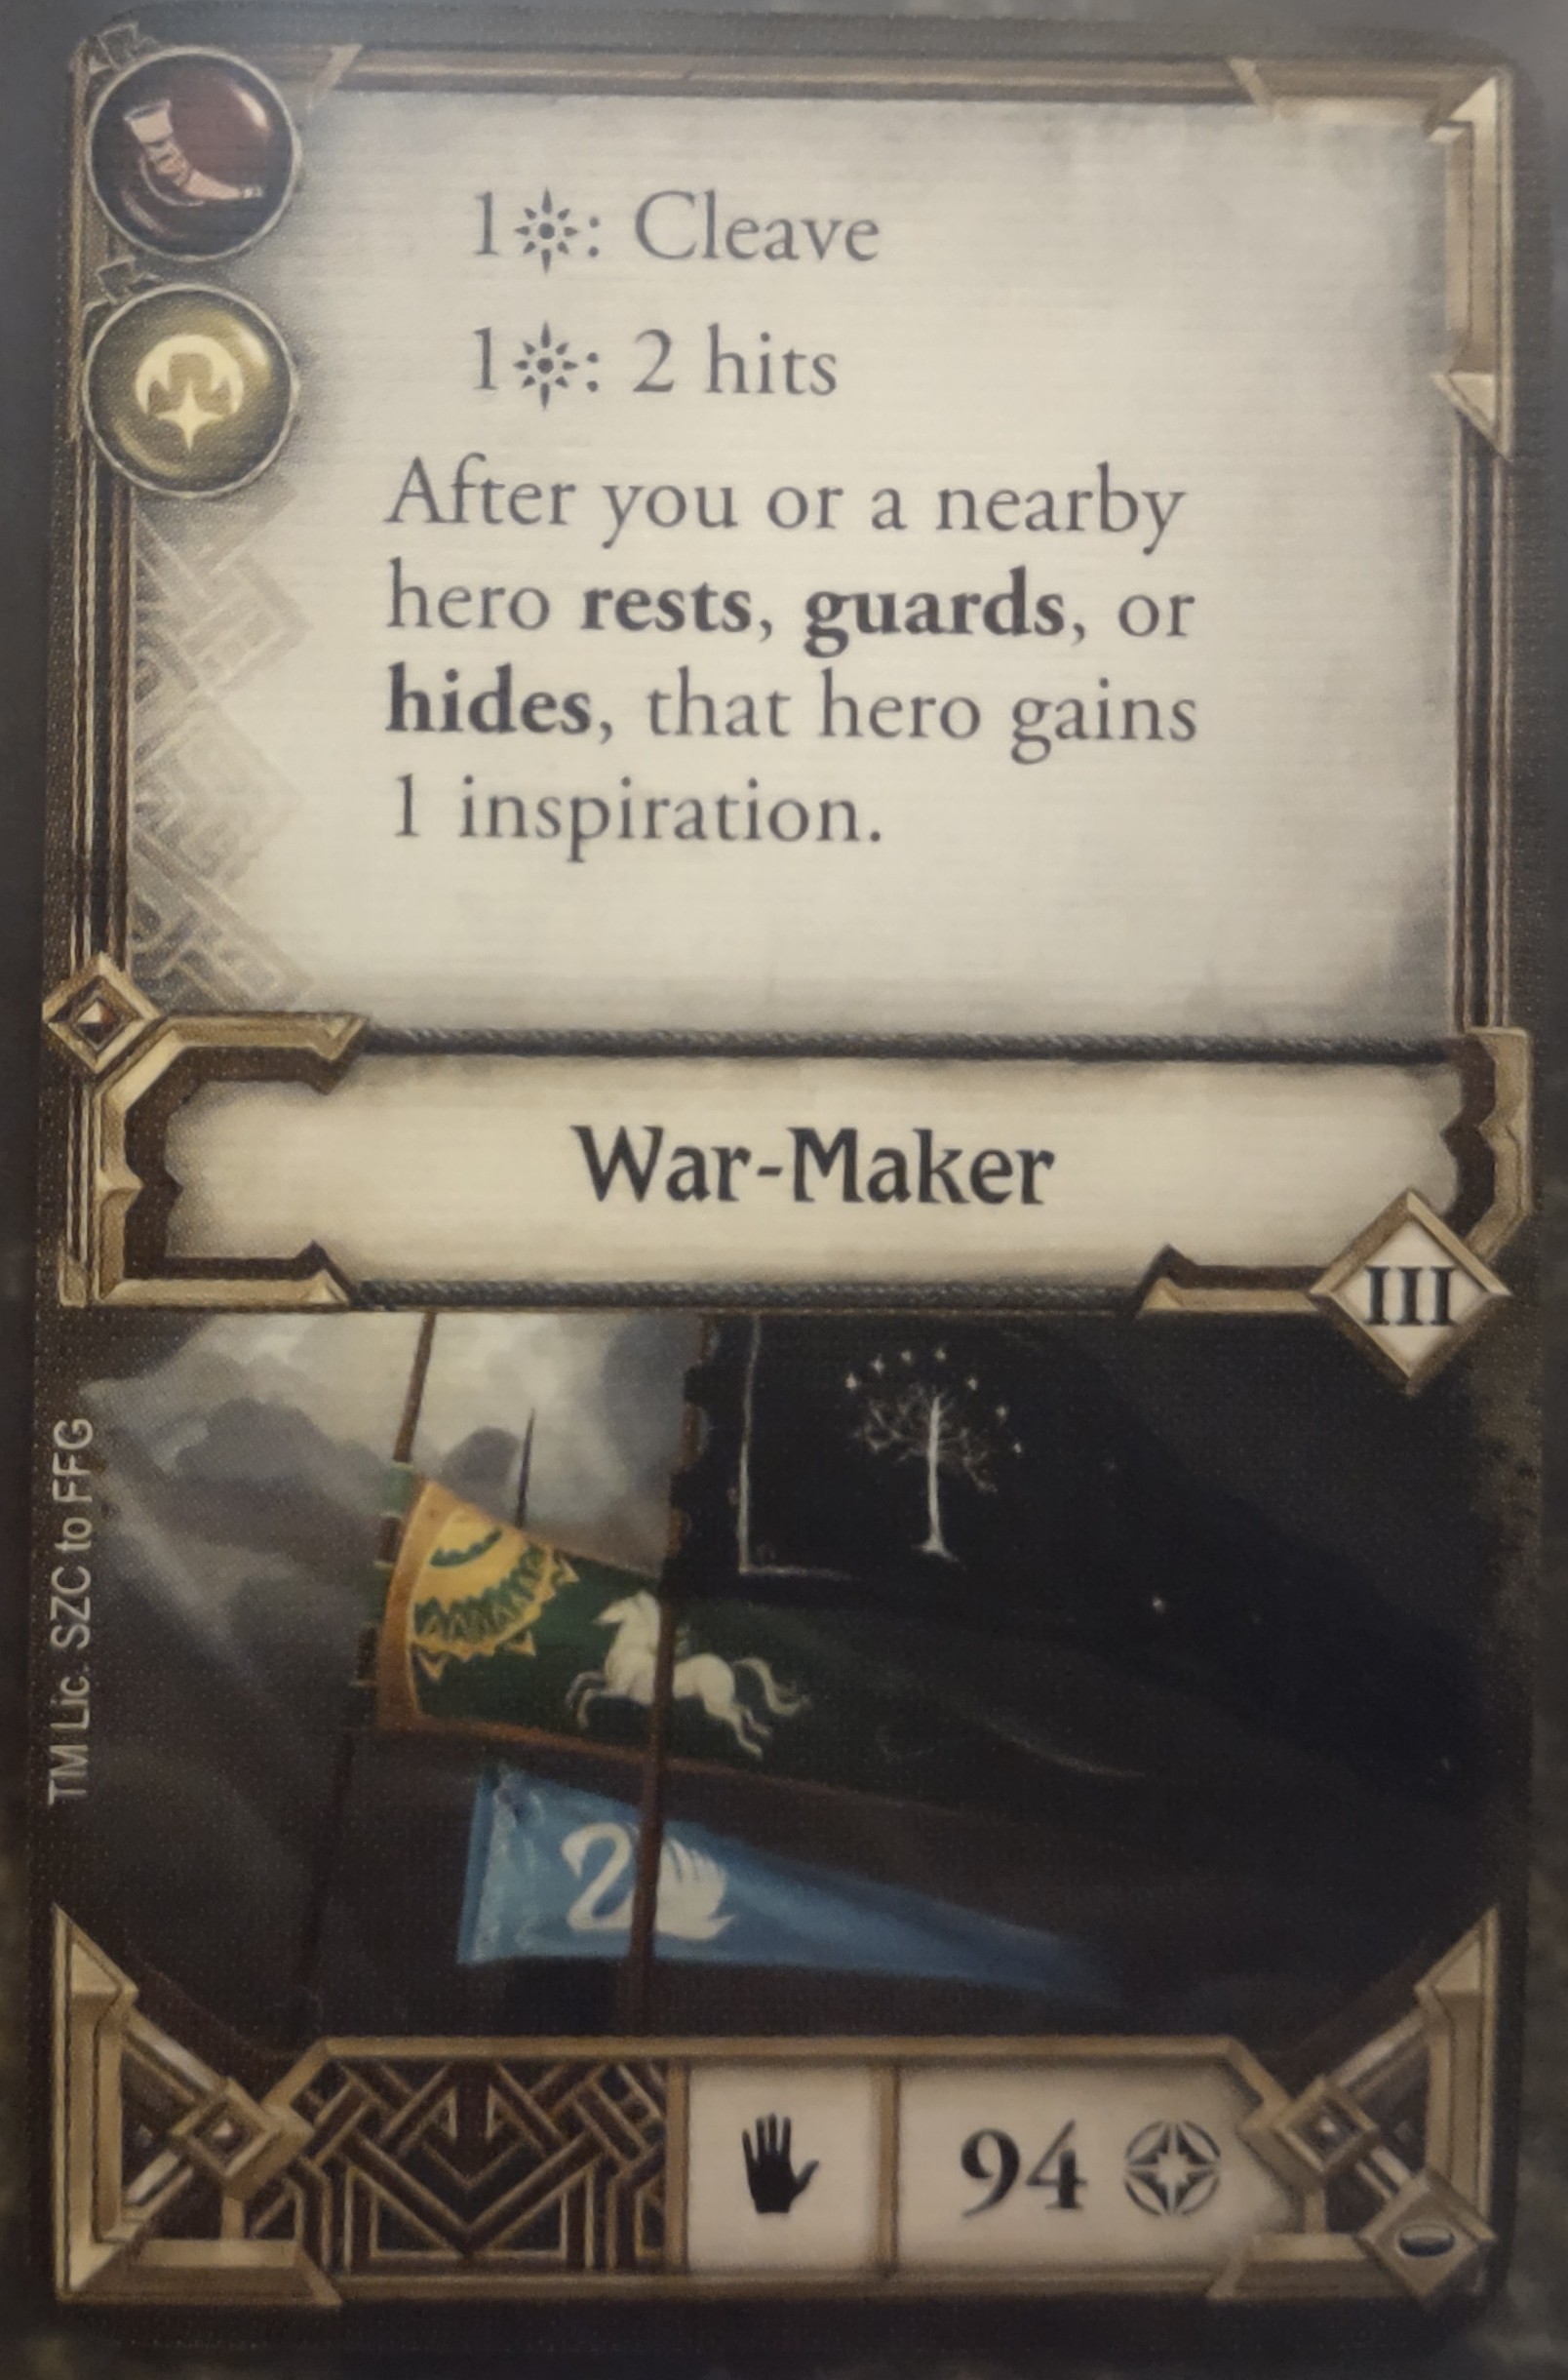 1: Cleave
1: 2 hits
After you or a nearby
hero rests, guards, or
hides, that hero gains
1 inspiration.
War-Maker
III
TM Lic. SZC to FFG
94